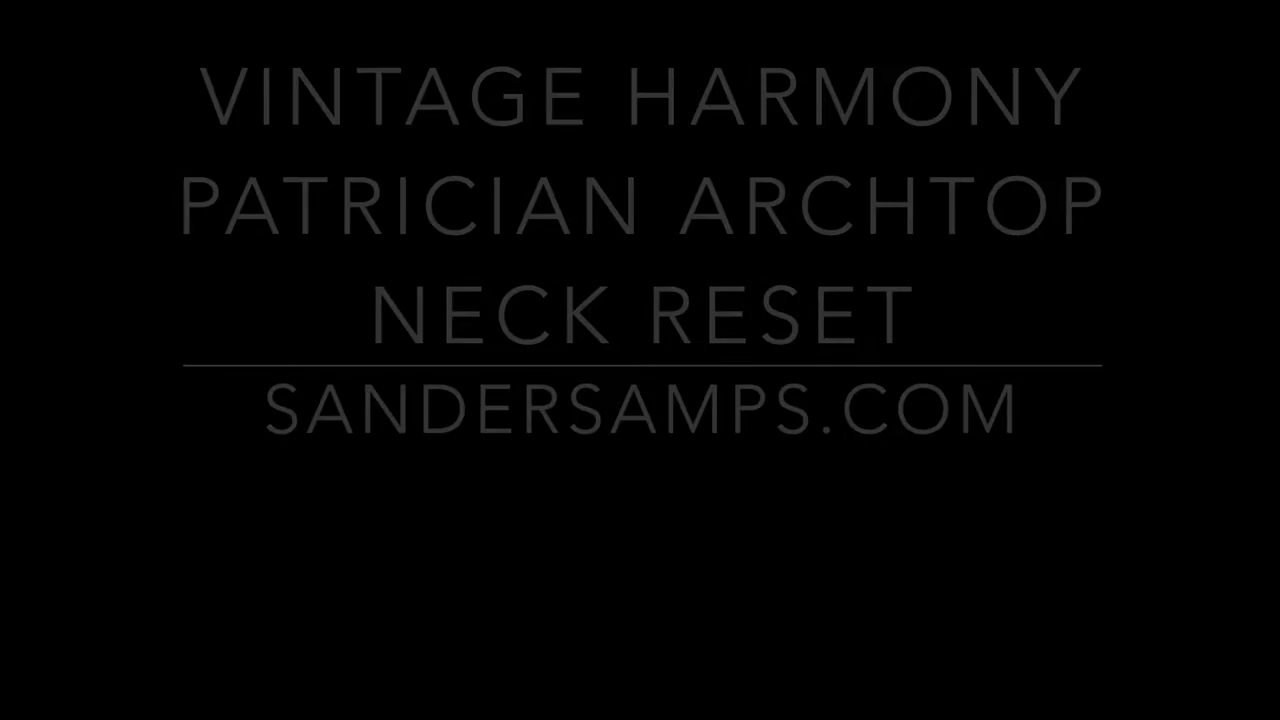 VINTAGE HARMONY
PATRICIAN ARCHTOP
NECK RESET
SANDERSAMPS.COM